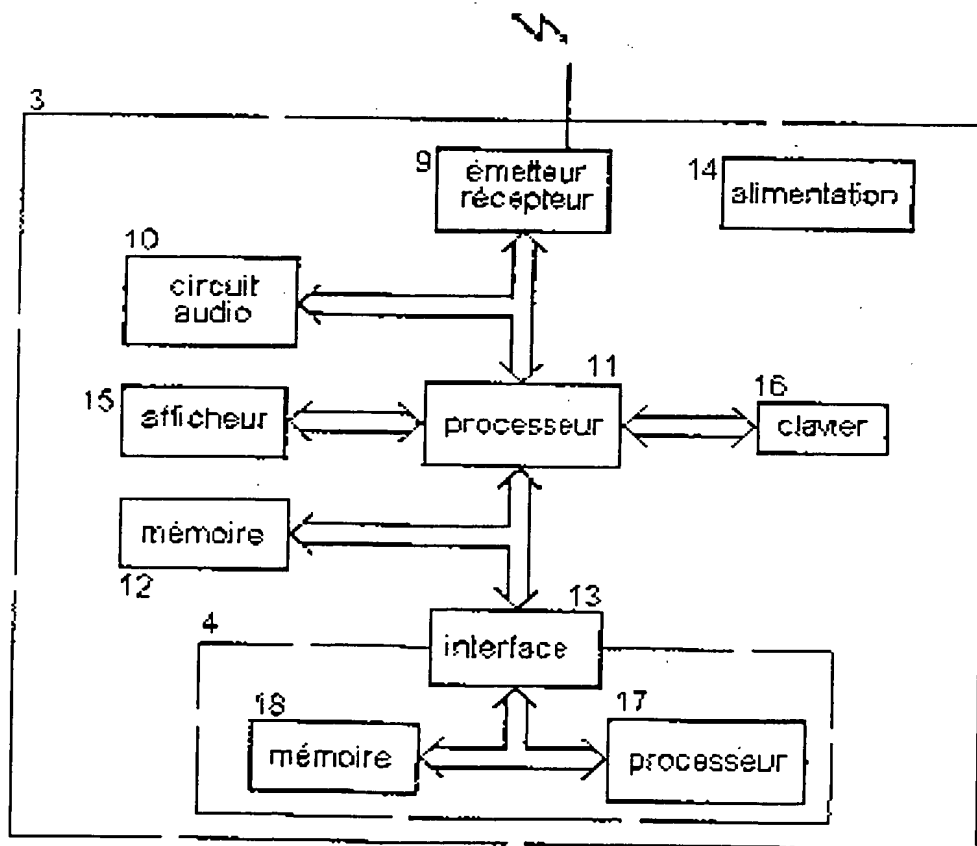 3
9
émetteur
récepteur
14
alimentation
10
circuit
audio
11
15
afficheur
processeur
16
clavier
mémoire
12
13
4
interface
18
17
mémoire
processeur